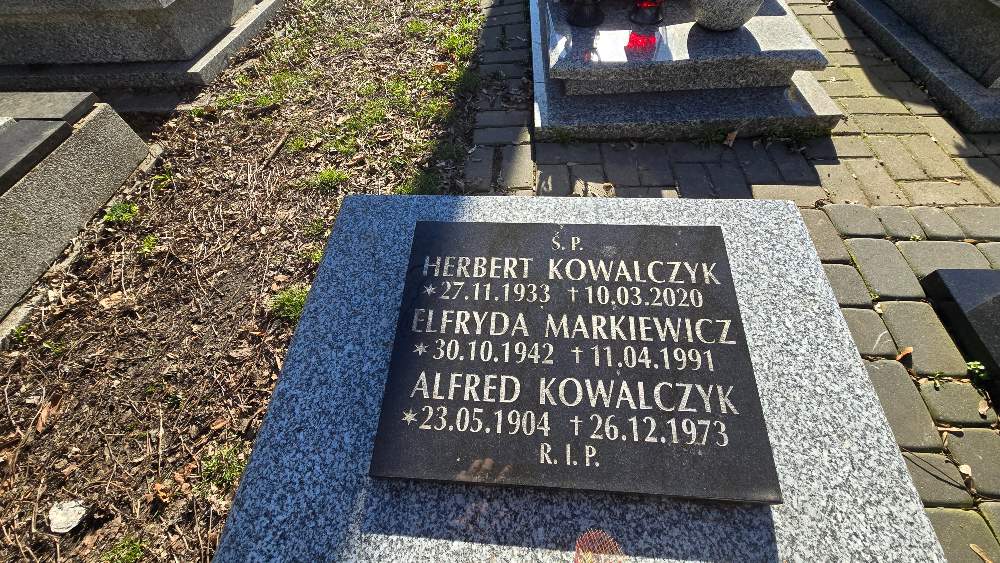 Ś. P.
HERBERT KOWALCZYK
*27.11.1933 †10.03.2020
ELFRYDA MARKIEWICZ
*30.10.1942 †11.04.1991
ALFRED KOWALCZYK
*23.05.1904 †26.12.1973
R. I. P.